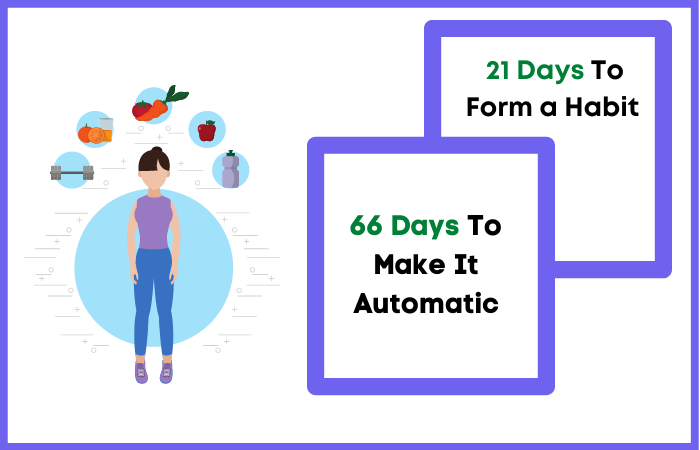 21 Days To
Form a Habit
66 Days To
Make It
Automatic